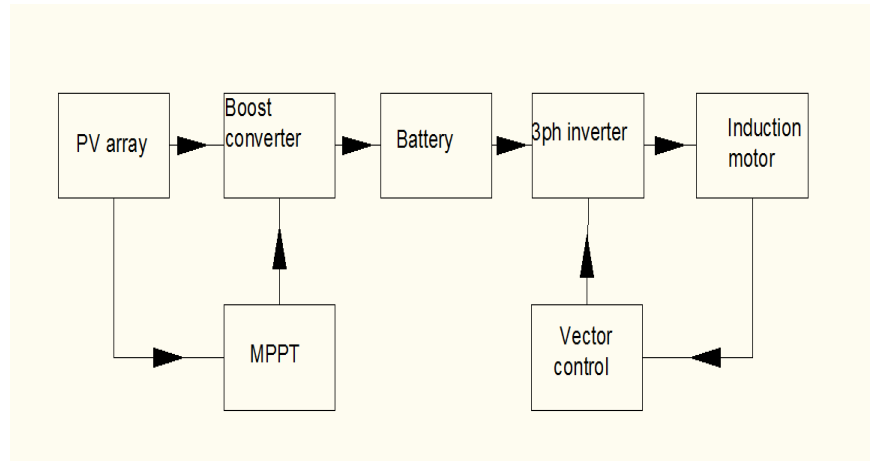 PV array
Boost
converter
Battery
3ph inverter
Induction
motor
MPPT
Vector
control